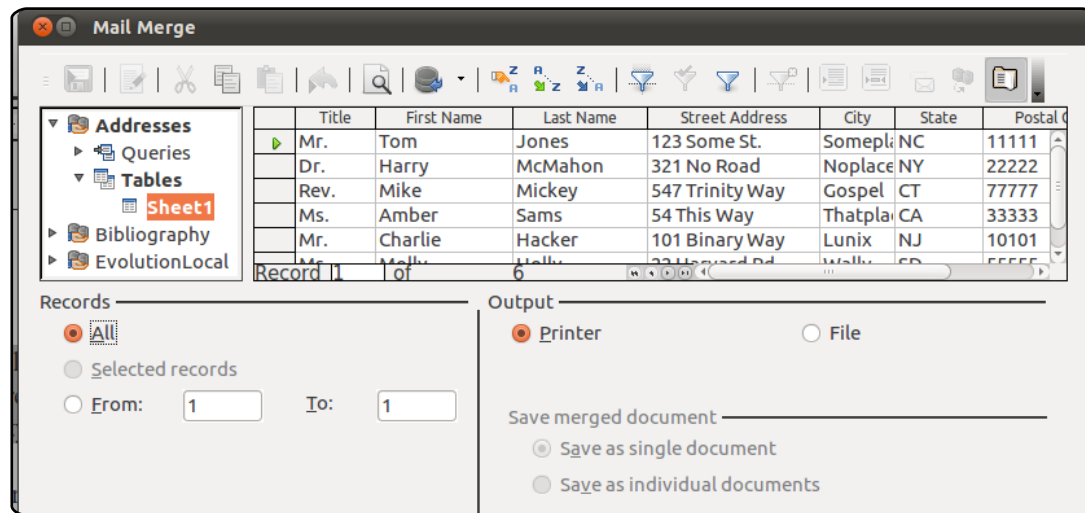 Mail Merge
Addresses
Queries
Tables
Sheet1
Bibliography
EvolutionLocal
Title First Name Last Name Street Address City State Postal
Mr. Tom Jones 123 Some St. Somepl NC 11111
Dr. Harry McMahon 321 No Road Noplace NY 22222
Rev. Mike Mickey 547 Trinity Way Gospel CT 77777
Ms. Amber Sams 54 This Way Thatpla CA 33333
Mr. Charlie Hacker 101 Binary Way Lunix NJ 10101
Record 1 of 6
Records
All
Selected records
From: 1 To: 1
Output
Printer File
Save merged document
Save as single document
Save as individual documents